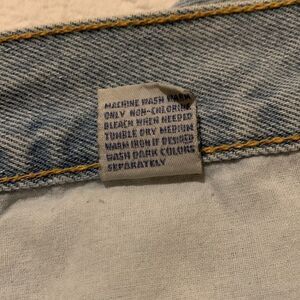 MACHINE WASH WARM
ONLY NON-CHLORINE
BLEACH WHEN NEEDED
TUMBLE DRY MEDIUM
WARM IRON IF DESIRED
WASH DARK COLORS
SEPARATELY